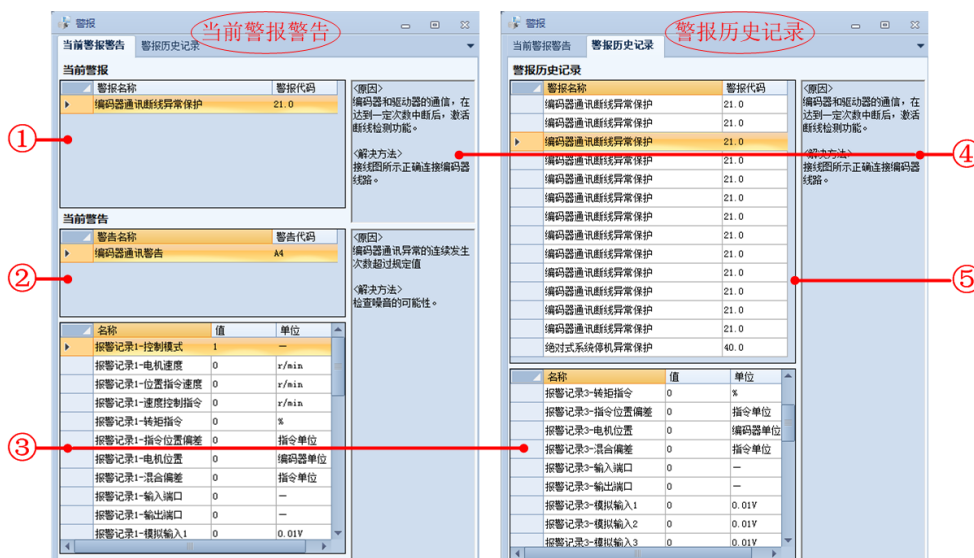 警报
当前警报警告
当前警报警告 警报历史记录
当前警报
警报名称 警报代码
编码器通讯断线异常保护 21.0
<原因>
编码器和驱动器的通信，在
达到一定次数中断后，激活
断线检测功能。
<解决方法>
接线图所示正确连接编码器
线路。
①
当前警告
警告名称 警告代码
编码器通讯警告 A4
<原因>
编码器通讯异常的连续发生
次数超过规定值
<解决方法>
检查噪音的可能性。
②
名称 值 单位
报警记录1-控制模式 1 —
报警记录1-电机速度 0 r/min
报警记录1-位置指令速度 0 r/min
报警记录1-速度控制指令 0 r/min
报警记录1-转矩指令 0 %
报警记录1-指令位置偏差 0 指令单位
报警记录1-电机位置 0 编码器单位
报警记录1-混合偏差 0 指令单位
报警记录1-输入端口 0 —
报警记录1-输出端口 0 —
报警记录1-模拟输入1 0 0.01V
③
警报
警报历史记录
当前警报警告 警报历史记录
警报历史记录
警报名称 警报代码
编码器通讯断线异常保护 21.0
编码器通讯断线异常保护 21.0
编码器通讯断线异常保护 21.0
编码器通讯断线异常保护 21.0
编码器通讯断线异常保护 21.0
编码器通讯断线异常保护 21.0
编码器通讯断线异常保护 21.0
编码器通讯断线异常保护 21.0
编码器通讯断线异常保护 21.0
编码器通讯断线异常保护 21.0
编码器通讯断线异常保护 21.0
编码器通讯断线异常保护 21.0
编码器通讯断线异常保护 21.0
绝对式系统停机异常保护 40.0
<原因>
编码器和驱动器的通信，在
达到一定次数中断后，激活
断线检测功能。
<解决方法>
接线图所示正确连接编码器
线路。
④
⑤
名称 值 单位
报警记录3-转矩指令 0 %
报警记录3-指令位置偏差 0 指令单位
报警记录3-电机位置 0 编码器单位
报警记录3-混合偏差 0 指令单位
报警记录3-输入端口 0 —
报警记录3-输出端口 0 —
报警记录3-模拟输入1 0 0.01V
报警记录3-模拟输入2 0 0.01V
报警记录3-模拟输入3 0 0.01V